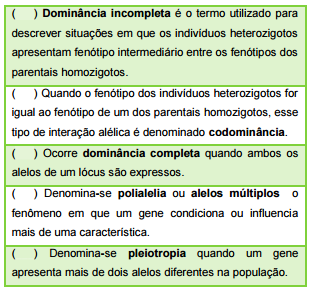 (   ) Dominância incompleta é o termo utilizado para
descrever situações em que os indivíduos heterozigotos
apresentam fenótipo intermediário entre os fenótipos dos
parentais homozigotos.
(   ) Quando o fenótipo dos indivíduos heterozigotos for
igual ao fenótipo de um dos parentais homozigotos, esse
tipo de interação alélica é denominado codominância.
(   ) Ocorre dominância completa quando ambos os
alelos de um lócus são expressos.
(   ) Denomina-se polialelia ou alelos múltiplos o
fenômeno em que um gene condiciona ou influencia
mais de uma característica.
(   ) Denomina-se pleiotropia quando um gene
apresenta mais de dois alelos diferentes na população.